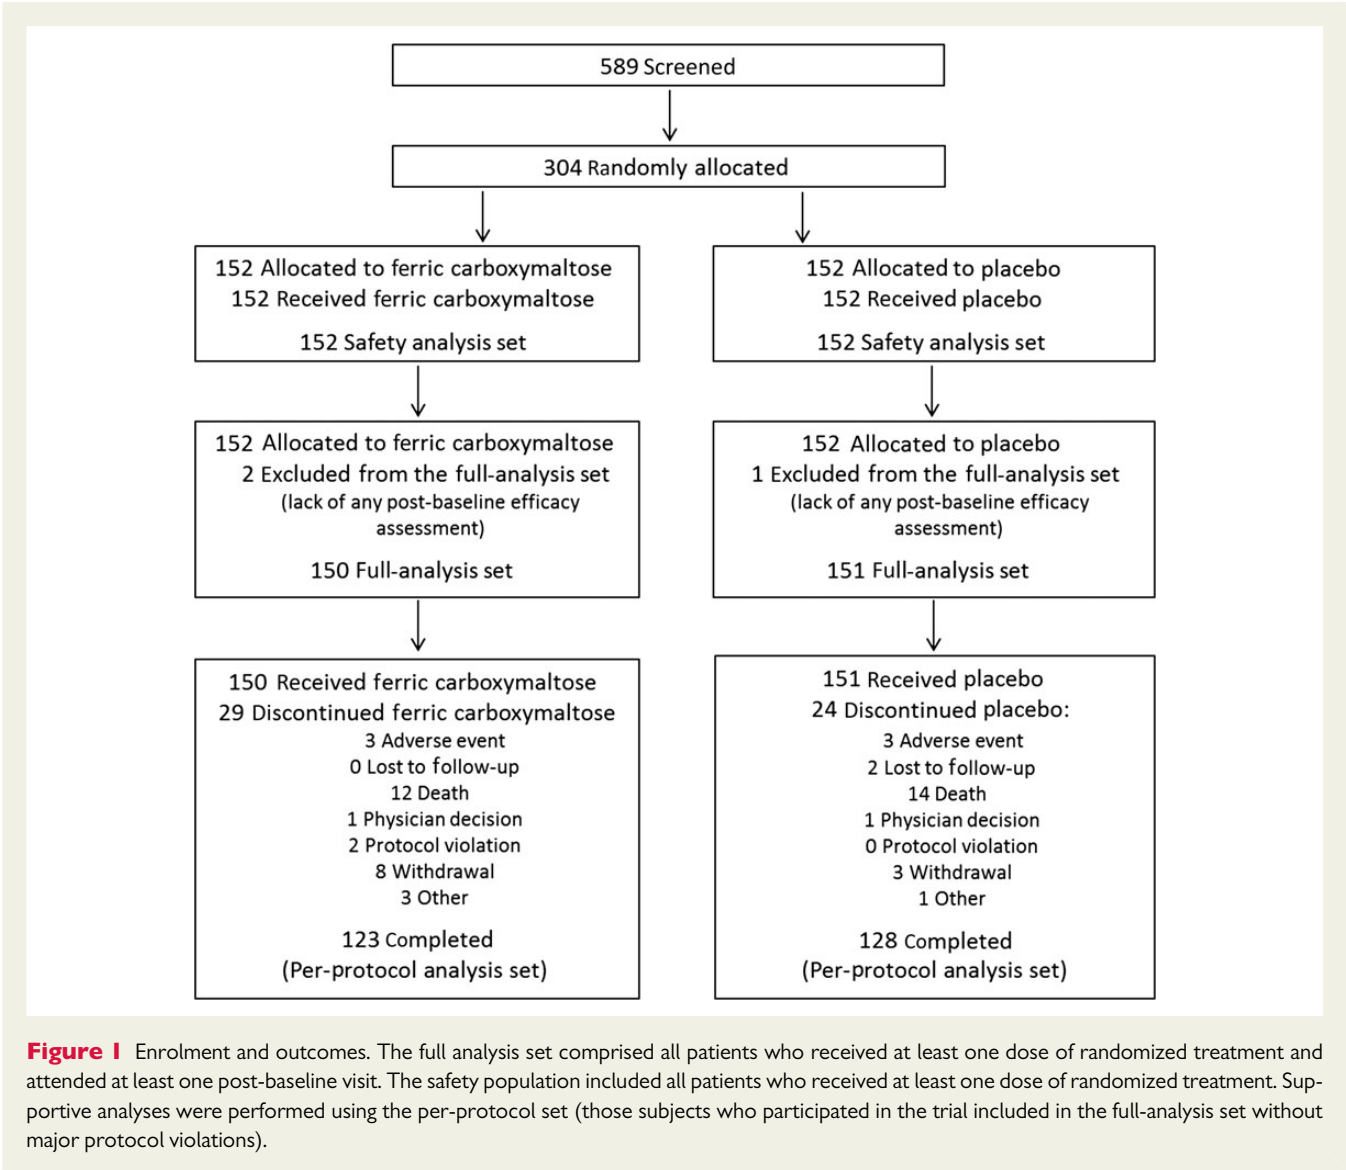 589 Screened
304 Randomly allocated
152 Allocated to ferric carboxymaltose
152 Received ferric carboxymaltose
152 Safety analysis set
152 Allocated to placebo
152 Received placebo
152 Safety analysis set
152 Allocated to ferric carboxymaltose
2 Excluded from the full-analysis set
(lack of any post-baseline efficacy
assessment)
150 Full-analysis set
152 Allocated to placebo
1 Excluded from the full-analysis set
(lack of any post-baseline efficacy
assessment)
151 Full-analysis set
150 Received ferric carboxymaltose
29 Discontinued ferric carboxymaltose
3 Adverse event
0 Lost to follow-up
12 Death
1 Physician decision
2 Protocol violation
8 Withdrawal
3 Other
123 Completed
(Per-protocol analysis set)
151 Received placebo
24 Discontinued placebo:
3 Adverse event
2 Lost to follow-up
14 Death
1 Physician decision
0 Protocol violation
3 Withdrawal
1 Other
128 Completed
(Per-protocol analysis set)
Figure 1 Enrolment and outcomes. The full analysis set comprised all patients who received at least one dose of randomized treatment and
attended at least one post-baseline visit. The safety population included all patients who received at least one dose of randomized treatment. Sup-
portive analyses were performed using the per-protocol set (those subjects who participated in the trial included in the full-analysis set without
major protocol violations).